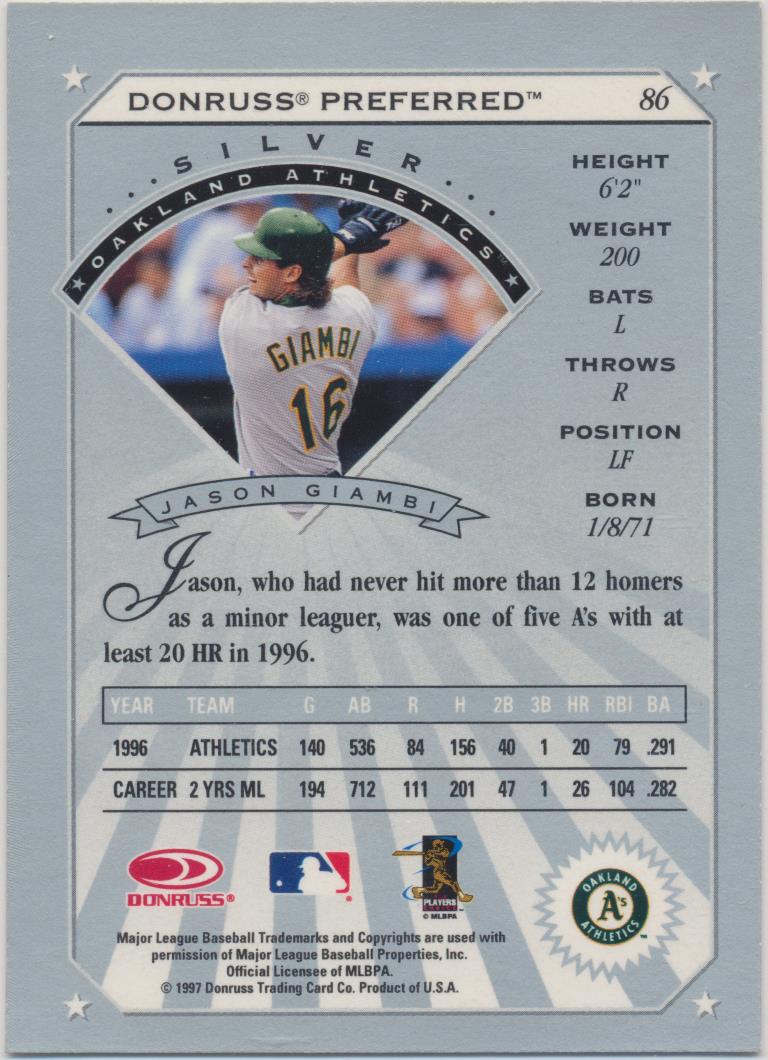 DONRUSS® PREFERRED™ 86
. . . SILVER . . .
★ OAKLAND ATHLETICS ★™
GIAMBI
16
JASON GIAMBI
HEIGHT
6'2"
WEIGHT
200
BATS
L
THROWS
R
POSITION
LF
BORN
1/8/71
Jason, who had never hit more than 12 homers
as a minor leaguer, was one of five A's with at
least 20 HR in 1996.
YEAR TEAM G AB R H 2B 3B HR RBI BA
1996 ATHLETICS 140 536 84 156 40 1 20 79 .291
CAREER 2 YRS ML 194 712 111 201 47 1 26 104 .282
DONRUSS®
®
PLAYERS
CHOICE
© MLBPA
OAKLAND
A's
ATHLETICS
™
Major League Baseball Trademarks and Copyrights are used with
permission of Major League Baseball Properties, Inc.
Official Licensee of MLBPA.
© 1997 Donruss Trading Card Co. Product of U.S.A.